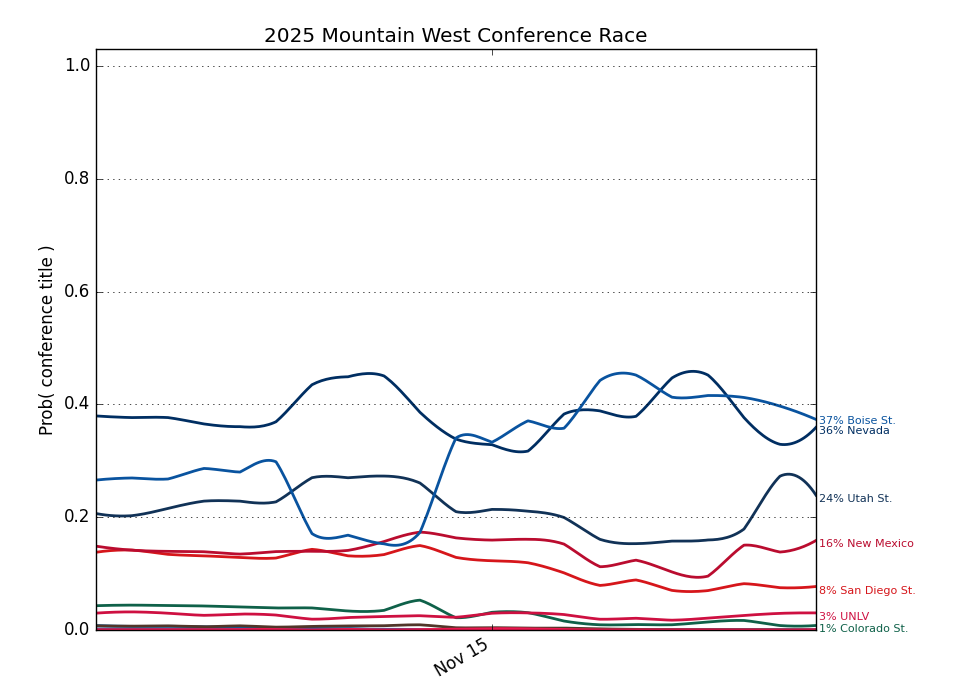 2025 Mountain West Conference Race
Prob( conference title )
1.0
0.8
0.6
0.4
0.2
0.0
Nov 15
37% Boise St.
36% Nevada
24% Utah St.
16% New Mexico
8% San Diego St.
3% UNLV
1% Colorado St.